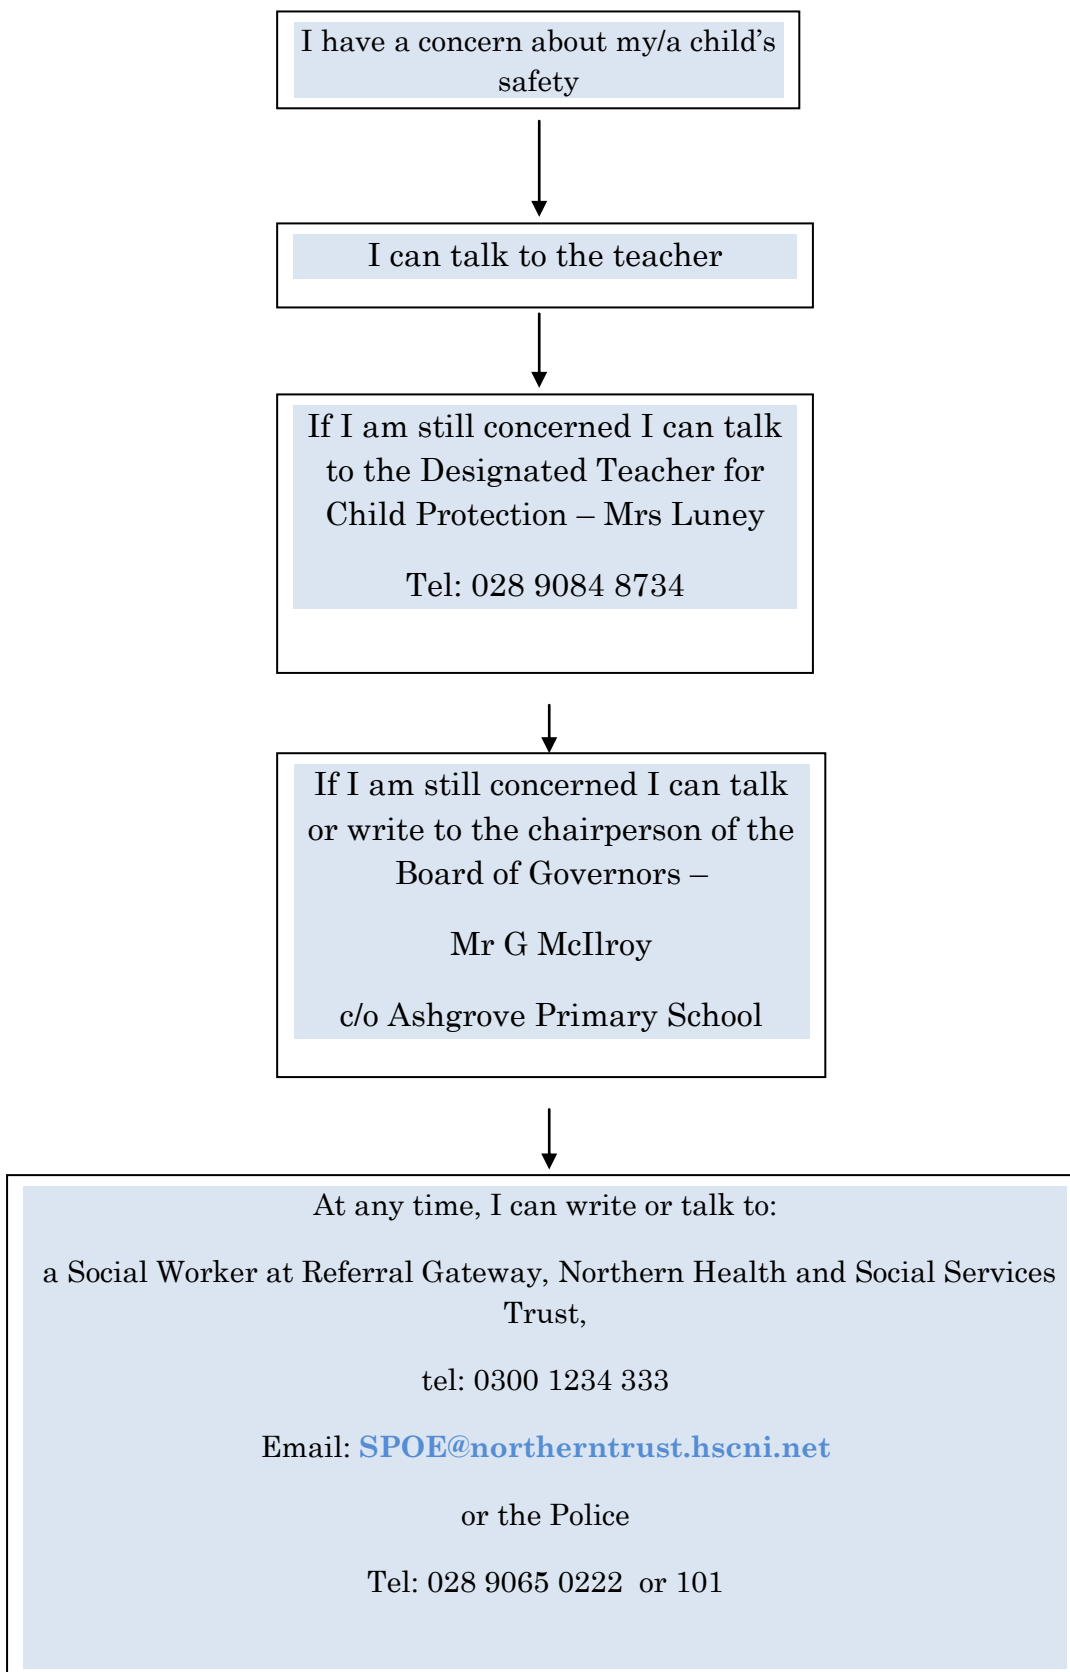 I have a concern about my/a child’s
safety
I can talk to the teacher
If I am still concerned I can talk
to the Designated Teacher for
Child Protection – Mrs Luney
Tel: 028 9084 8734
If I am still concerned I can talk
or write to the chairperson of the
Board of Governors –
Mr G McIlroy
c/o Ashgrove Primary School
At any time, I can write or talk to:
a Social Worker at Referral Gateway, Northern Health and Social Services
Trust,
tel: 0300 1234 333
Email: SPOE@northerntrust.hscni.net
or the Police
Tel: 028 9065 0222  or 101